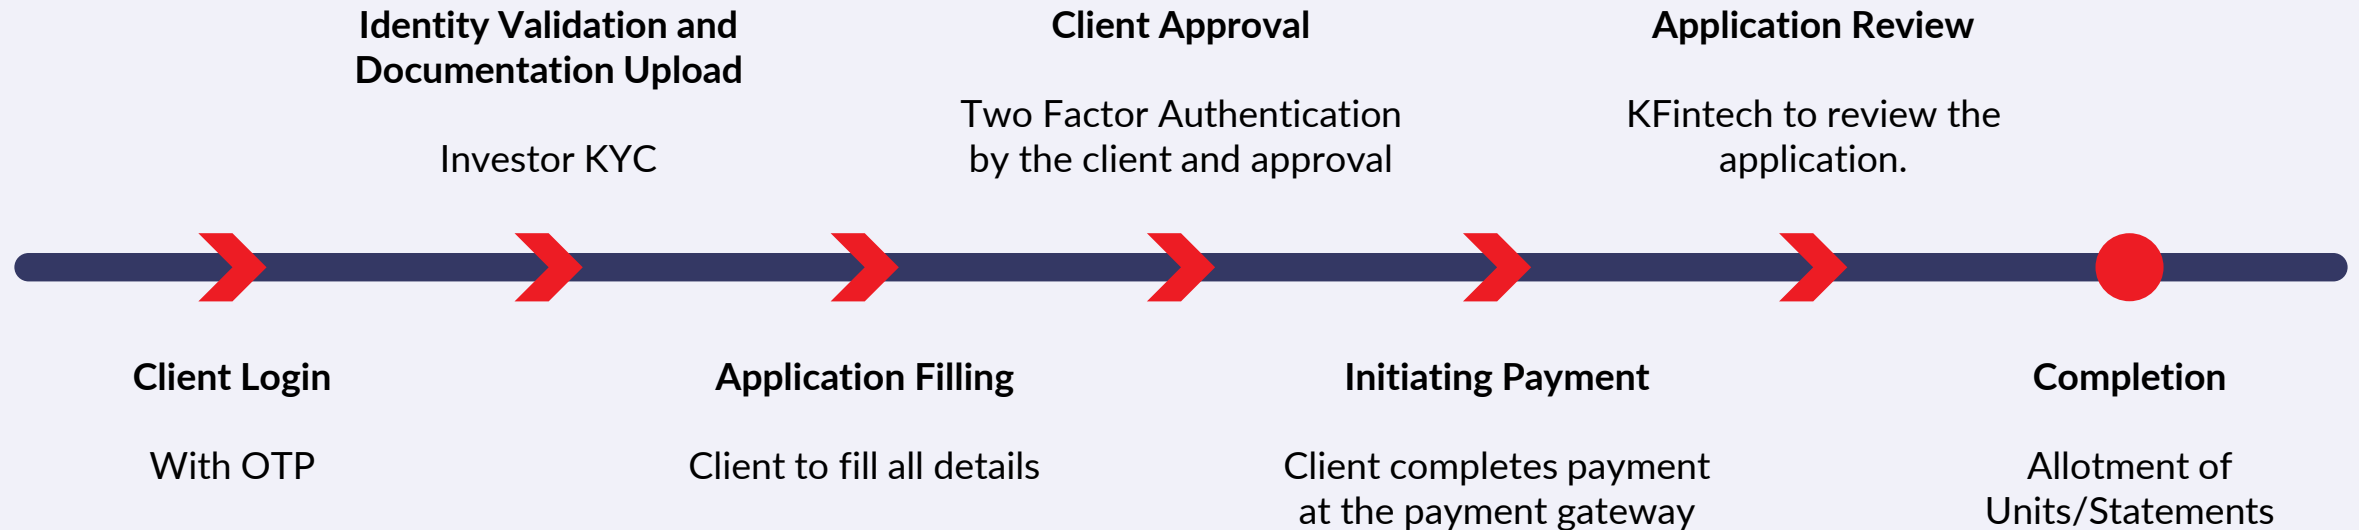 Identity Validation and
Documentation Upload
Investor KYC
Client Approval
Two Factor Authentication
by the client and approval
Application Review
KFintech to review the
application.
Client Login
With OTP
Application Filling
Client to fill all details
Initiating Payment
Client completes payment
at the payment gateway
Completion
Allotment of
Units/Statements